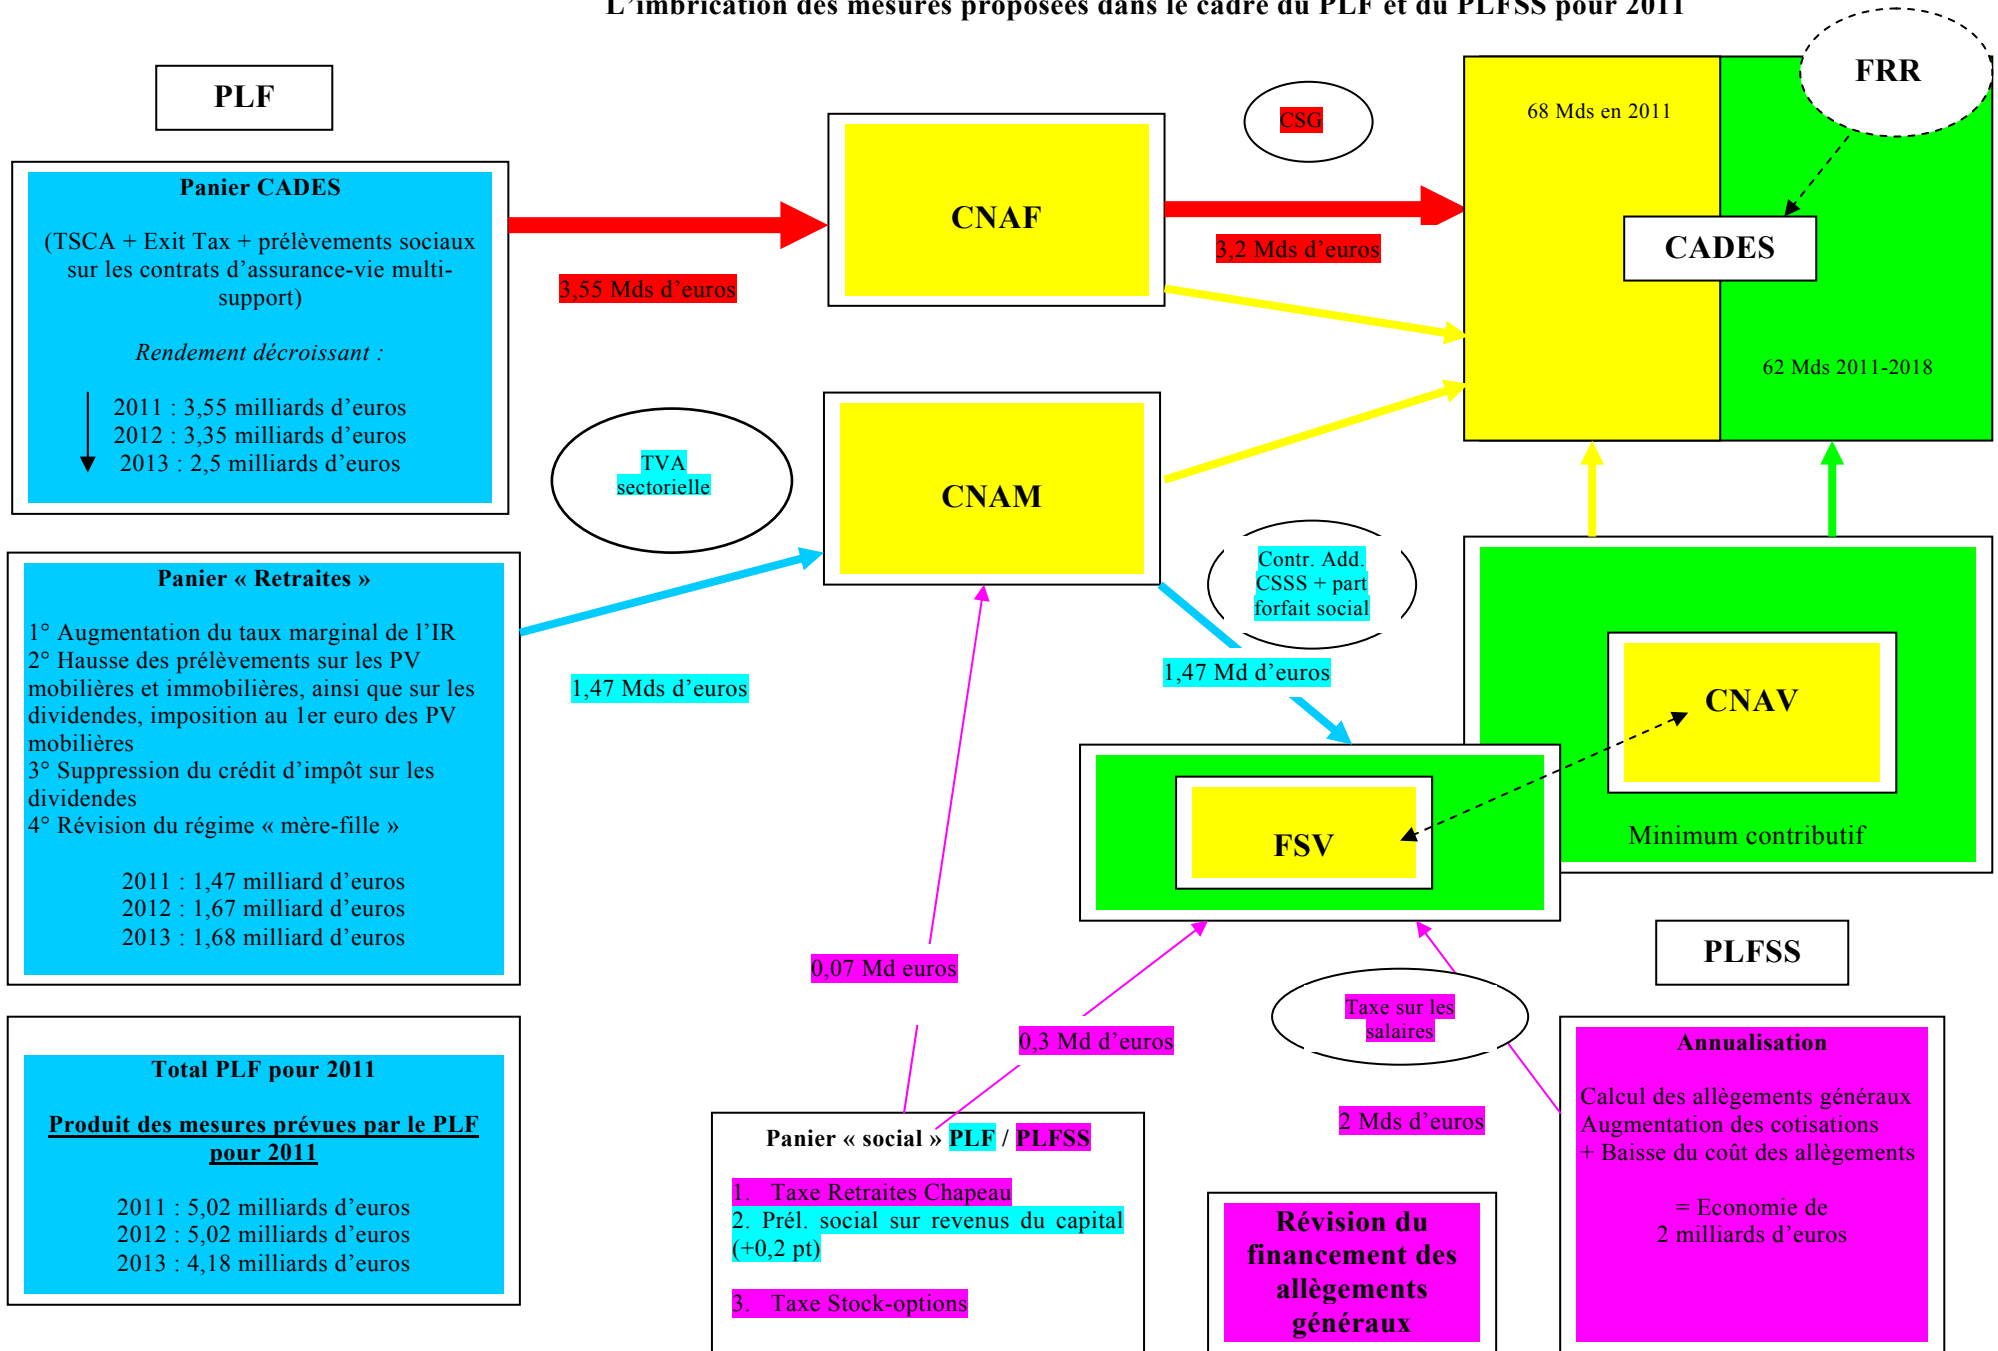 L'imbrication des mesures proposées dans le cadre du PLF et du PLFSS pour 2011
PLF
Panier CADES
(TSCA + Exit Tax + prélèvements sociaux
sur les contrats d'assurance-vie multi-
support)
Rendement décroissant :
2011 : 3,55 milliards d'euros
2012 : 3,35 milliards d'euros
2013 : 2,5 milliards d'euros
3,55 Mds d'euros
CNAF
CSG
3,2 Mds d'euros
68 Mds en 2011
FRR
CADES
62 Mds 2011-2018
TVA
sectorielle
CNAM
Contr. Add.
CSSS + part
forfait social
Panier « Retraites »
1° Augmentation du taux marginal de l'IR
2° Hausse des prélèvements sur les PV
mobilières et immobilières, ainsi que sur les
dividendes, imposition au 1er euro des PV
mobilières
3° Suppression du crédit d'impôt sur les
dividendes
4° Révision du régime « mère-fille »
2011 : 1,47 milliard d'euros
2012 : 1,67 milliard d'euros
2013 : 1,68 milliard d'euros
1,47 Mds d'euros
1,47 Md d'euros
CNAV
Minimum contributif
FSV
0,07 Md euros
0,3 Md d'euros
Taxe sur les
salaires
2 Mds d'euros
PLFSS
Total PLF pour 2011
Produit des mesures prévues par le PLF
pour 2011
2011 : 5,02 milliards d'euros
2012 : 5,02 milliards d'euros
2013 : 4,18 milliards d'euros
Panier « social » PLF / PLFSS
1. Taxe Retraites Chapeau
2. Prél. social sur revenus du capital
(+0,2 pt)
3. Taxe Stock-options
Révision du
financement des
allègements
généraux
Annualisation
Calcul des allègements généraux
Augmentation des cotisations
+ Baisse du coût des allègements
= Economie de
2 milliards d'euros